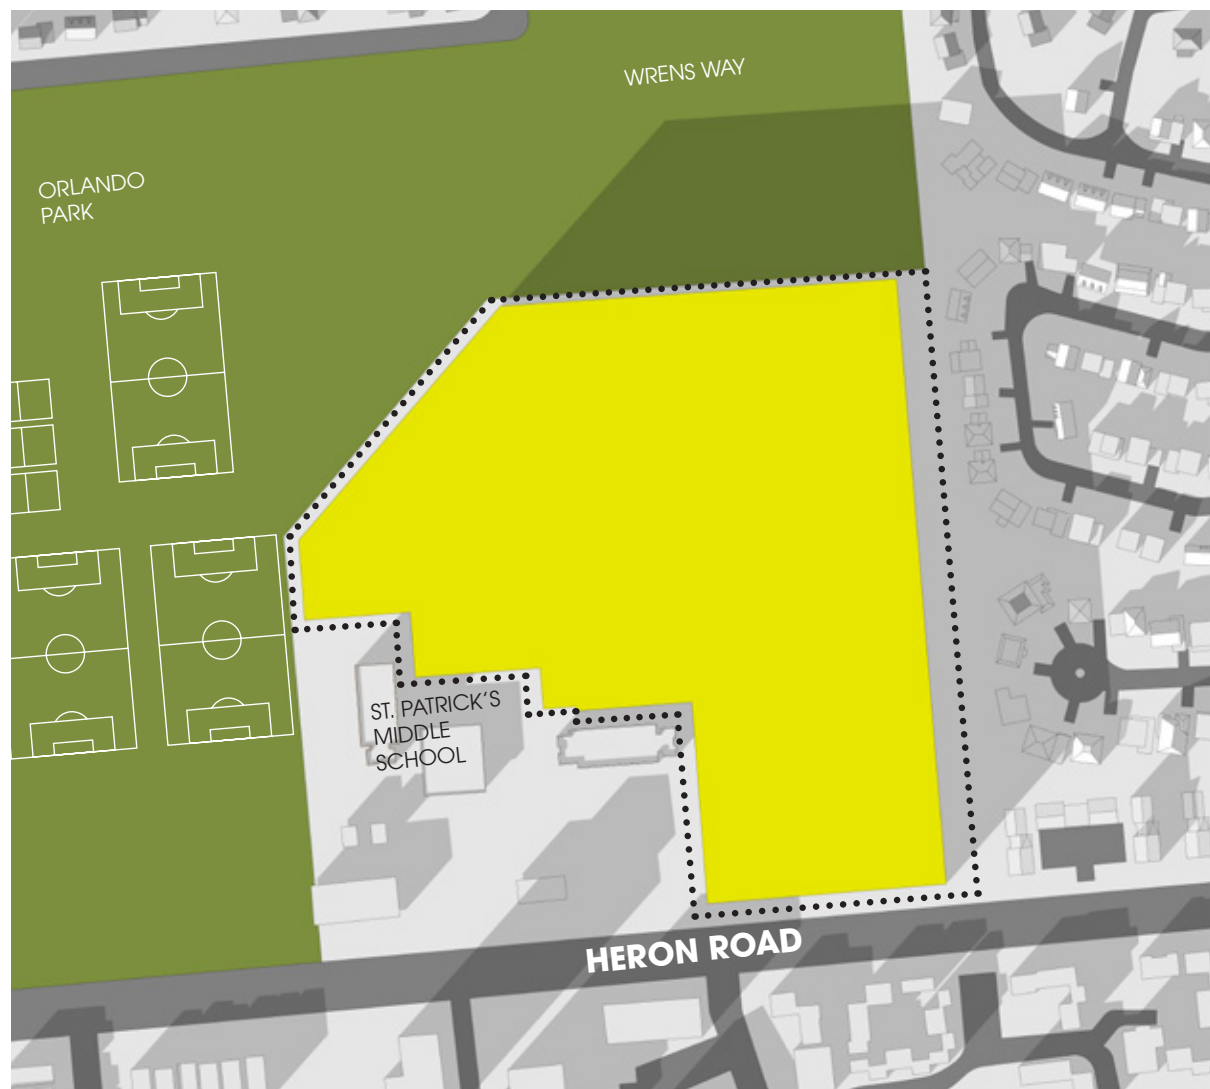 WRENS WAY
ORLANDO
PARK
ST. PATRICK'S
MIDDLE
SCHOOL
HERON ROAD